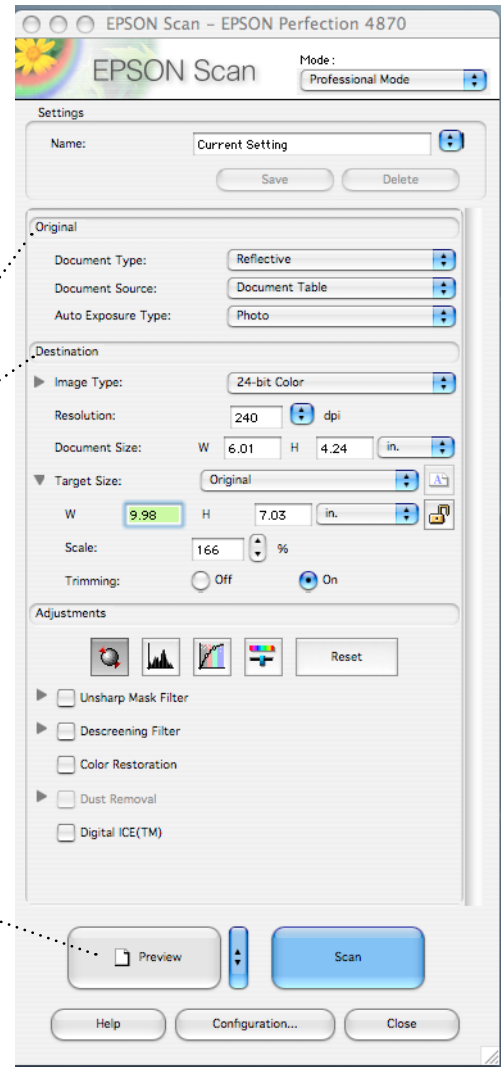 EPSON Scan – EPSON Perfection 4870
EPSON Scan
Mode:
Professional Mode
Settings
Name: Current Setting
Save Delete
Original
Document Type: Reflective
Document Source: Document Table
Auto Exposure Type: Photo
Destination
Image Type: 24-bit Color
Resolution: 240 dpi
Document Size: W 6.01 H 4.24 in.
Target Size: Original
W 9.98 H 7.03 in.
Scale: 166 %
Trimming: Off On
Adjustments
Reset
Unsharp Mask Filter
Descreening Filter
Color Restoration
Dust Removal
Digital ICE(TM)
Preview Scan
Help Configuration... Close